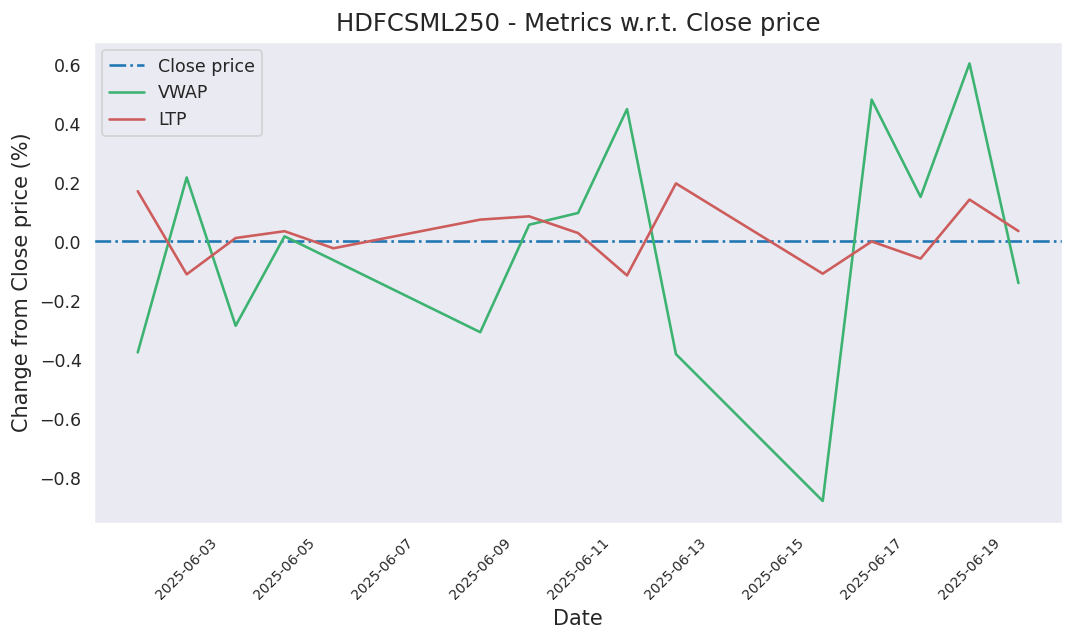 HDFCSML250 - Metrics w.r.t. Close price
Close price
VWAP
LTP
Change from Close price (%)
0.6
0.4
0.2
0.0
−0.2
−0.4
−0.6
−0.8
2025-06-03
2025-06-05
2025-06-07
2025-06-09
2025-06-11
2025-06-13
2025-06-15
2025-06-17
2025-06-19
Date